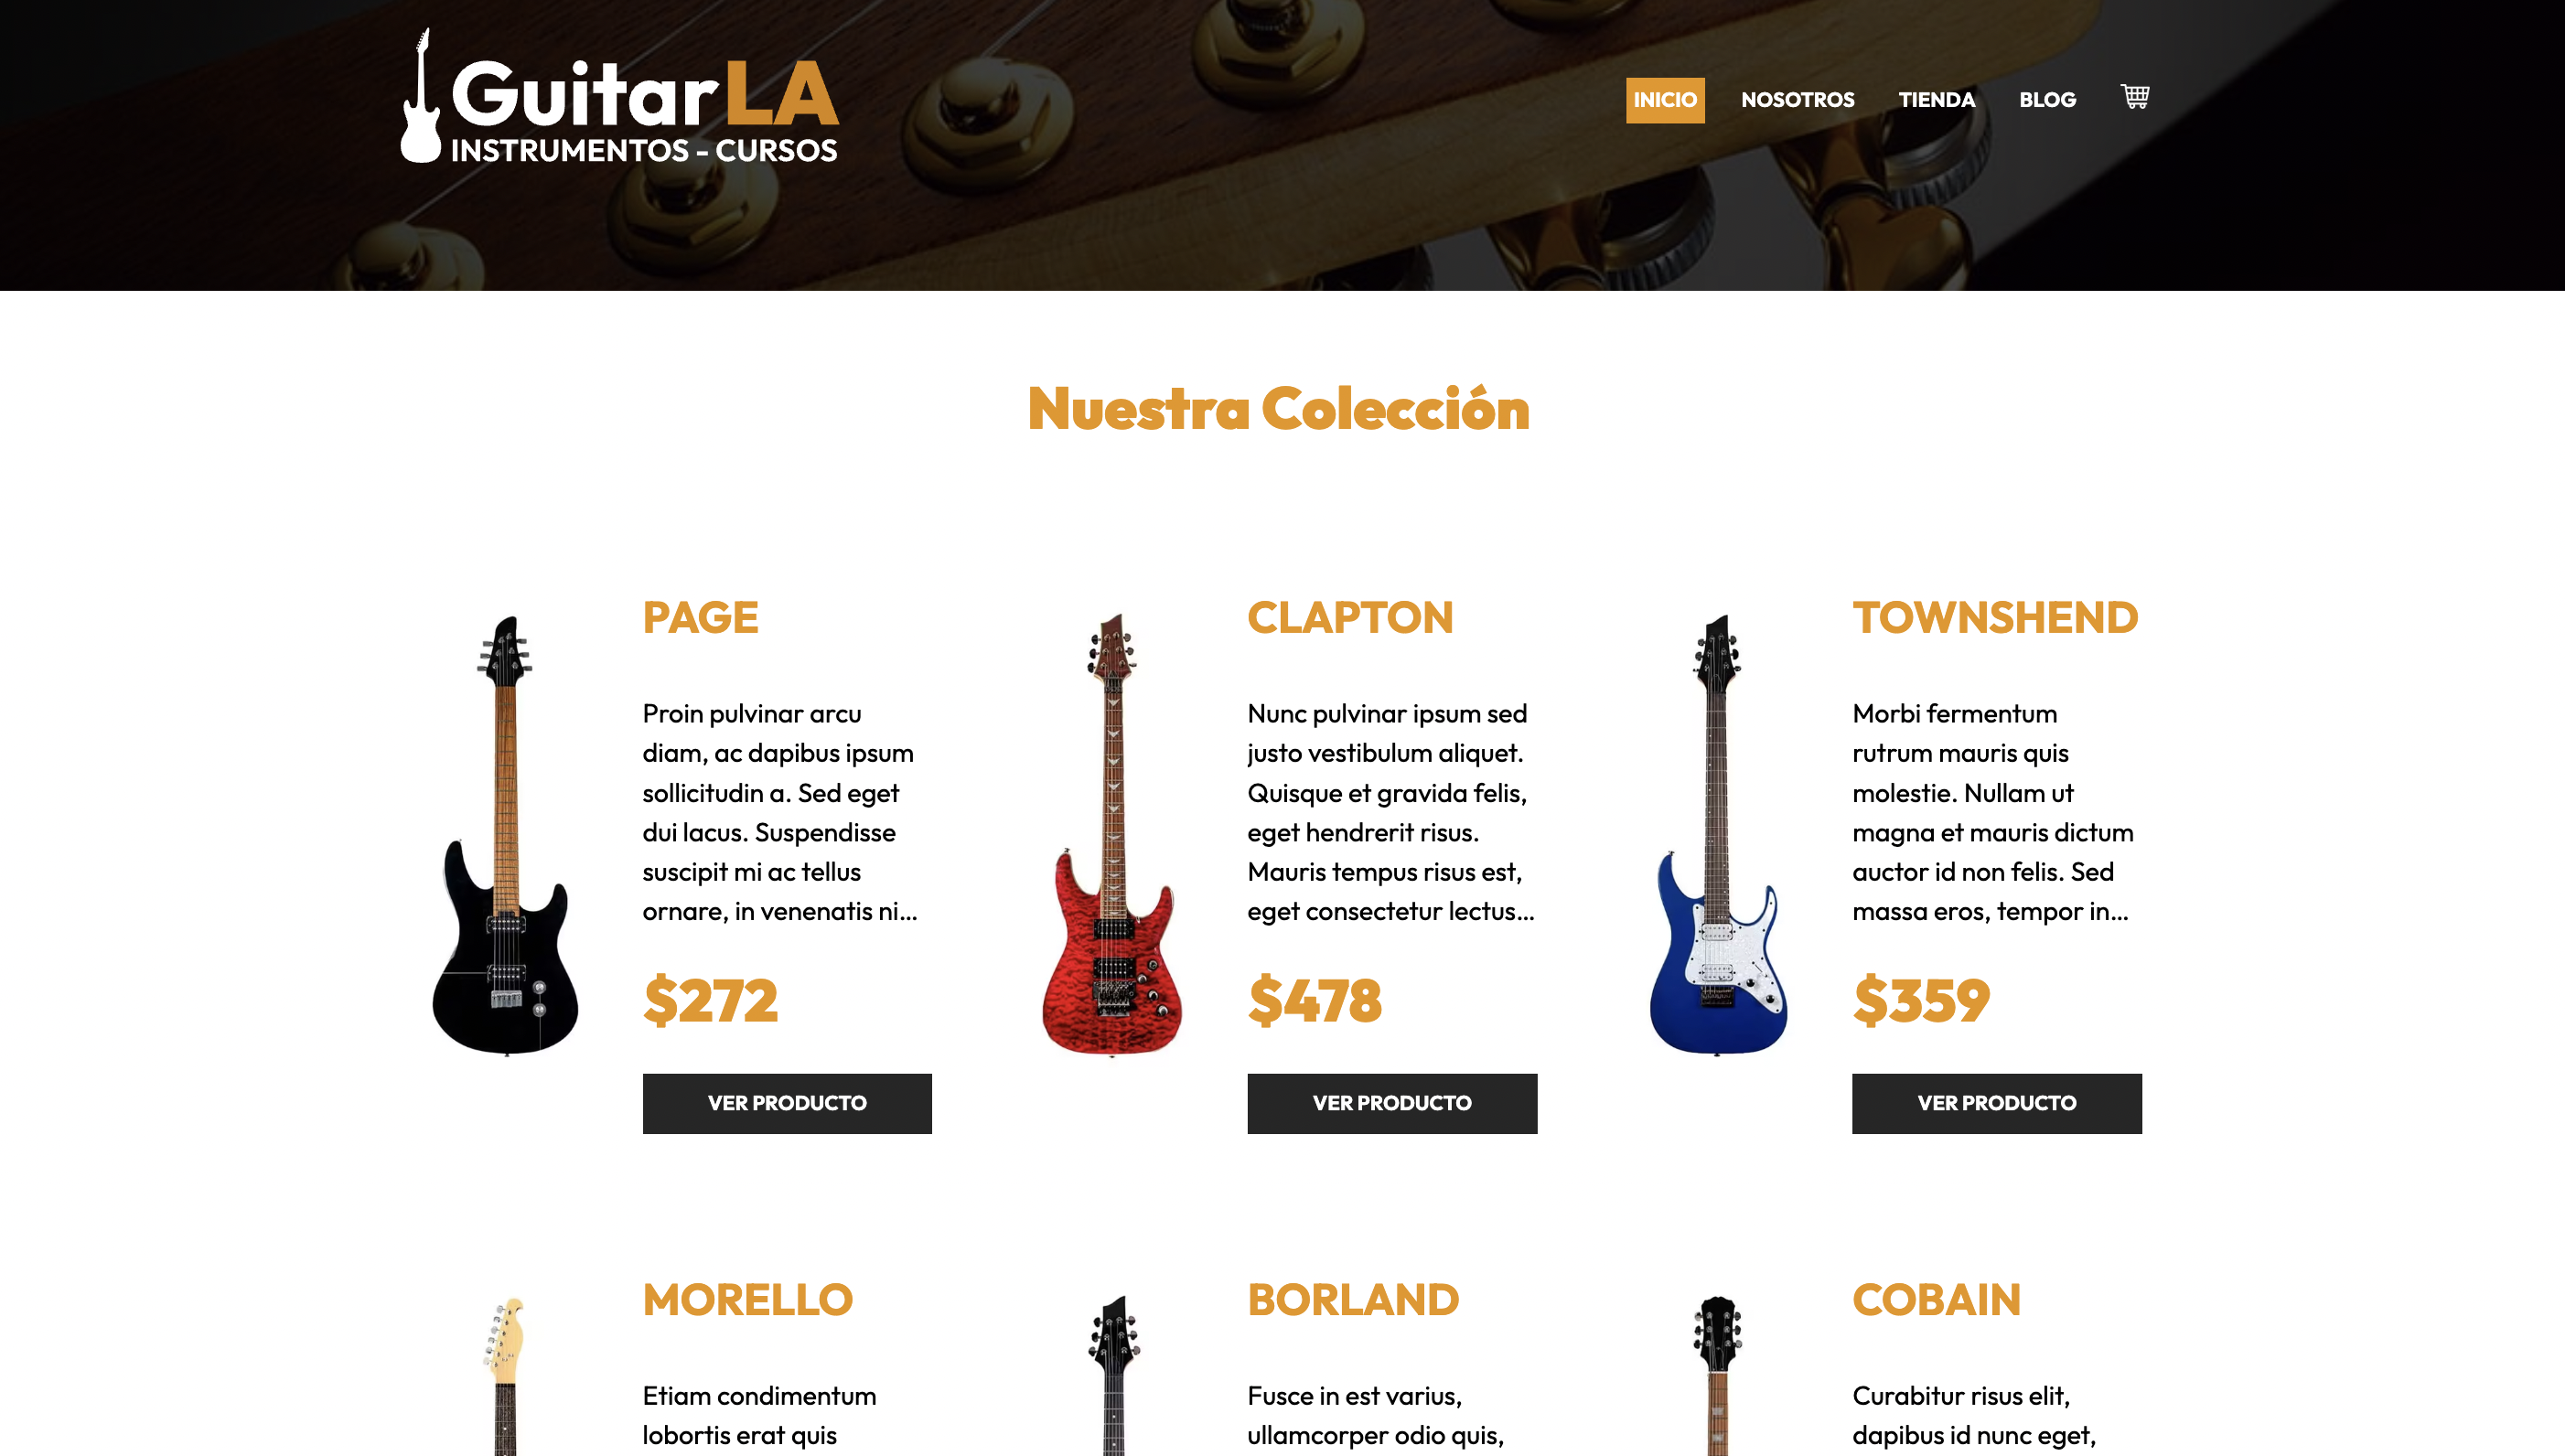 GuitarLA
INSTRUMENTOS - CURSOS
INICIO
NOSOTROS
TIENDA
BLOG
Nuestra Colección
PAGE
Proin pulvinar arcu
diam, ac dapibus ipsum
sollicitudin a. Sed eget
dui lacus. Suspendisse
suscipit mi ac tellus
ornare, in venenatis ni...
$272
VER PRODUCTO
CLAPTON
Nunc pulvinar ipsum sed
justo vestibulum aliquet.
Quisque et gravida felis,
eget hendrerit risus.
Mauris tempus risus est,
eget consectetur lectus...
$478
VER PRODUCTO
TOWNSHEND
Morbi fermentum
rutrum mauris quis
molestie. Nullam ut
magna et mauris dictum
auctor id non felis. Sed
massa eros, tempor in...
$359
VER PRODUCTO
MORELLO
Etiam condimentum
lobortis erat quis
BORLAND
Fusce in est varius,
ullamcorper odio quis,
COBAIN
Curabitur risus elit,
dapibus id nunc eget,